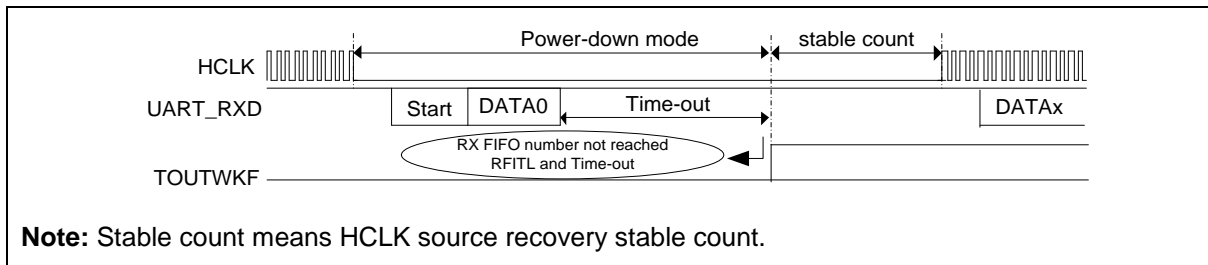 Power-down mode
stable count
HCLK
UART_RXD
Start
DATA0
Time-out
DATAx
RX FIFO number not reached
RFITL and Time-out
TOUTWKF
Note: Stable count means HCLK source recovery stable count.